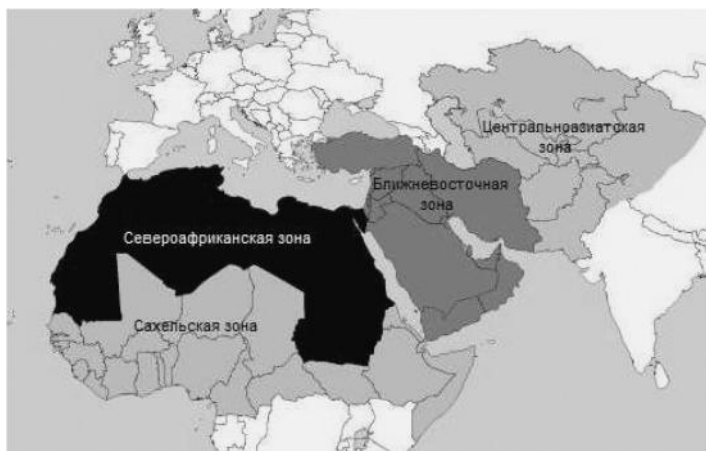 Центральноазиатская
зона
Ближневосточная
зона
Североафриканская зона
Сахельская зона